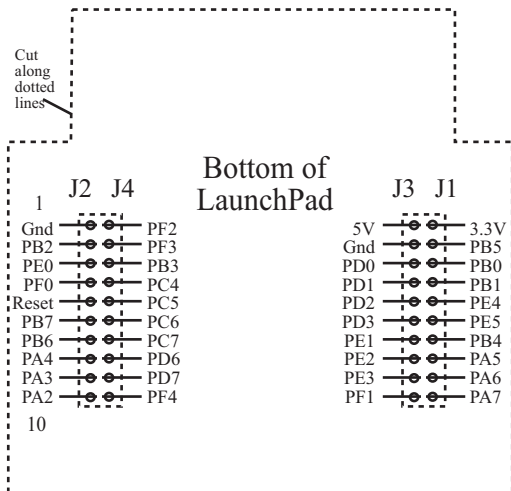 Cut
along
dotted
lines
Bottom of
LaunchPad
J2 J4
J3 J1
1
Gnd PF2 5V 3.3V
PB2 PF3 Gnd PB5
PE0 PB3 PD0 PB0
PF0 PC4 PD1 PB1
Reset PC5 PD2 PE4
PB7 PC6 PD3 PE5
PB6 PC7 PE1 PB4
PA4 PD6 PE2 PA5
PA3 PD7 PE3 PA6
PA2 PF4 PF1 PA7
10